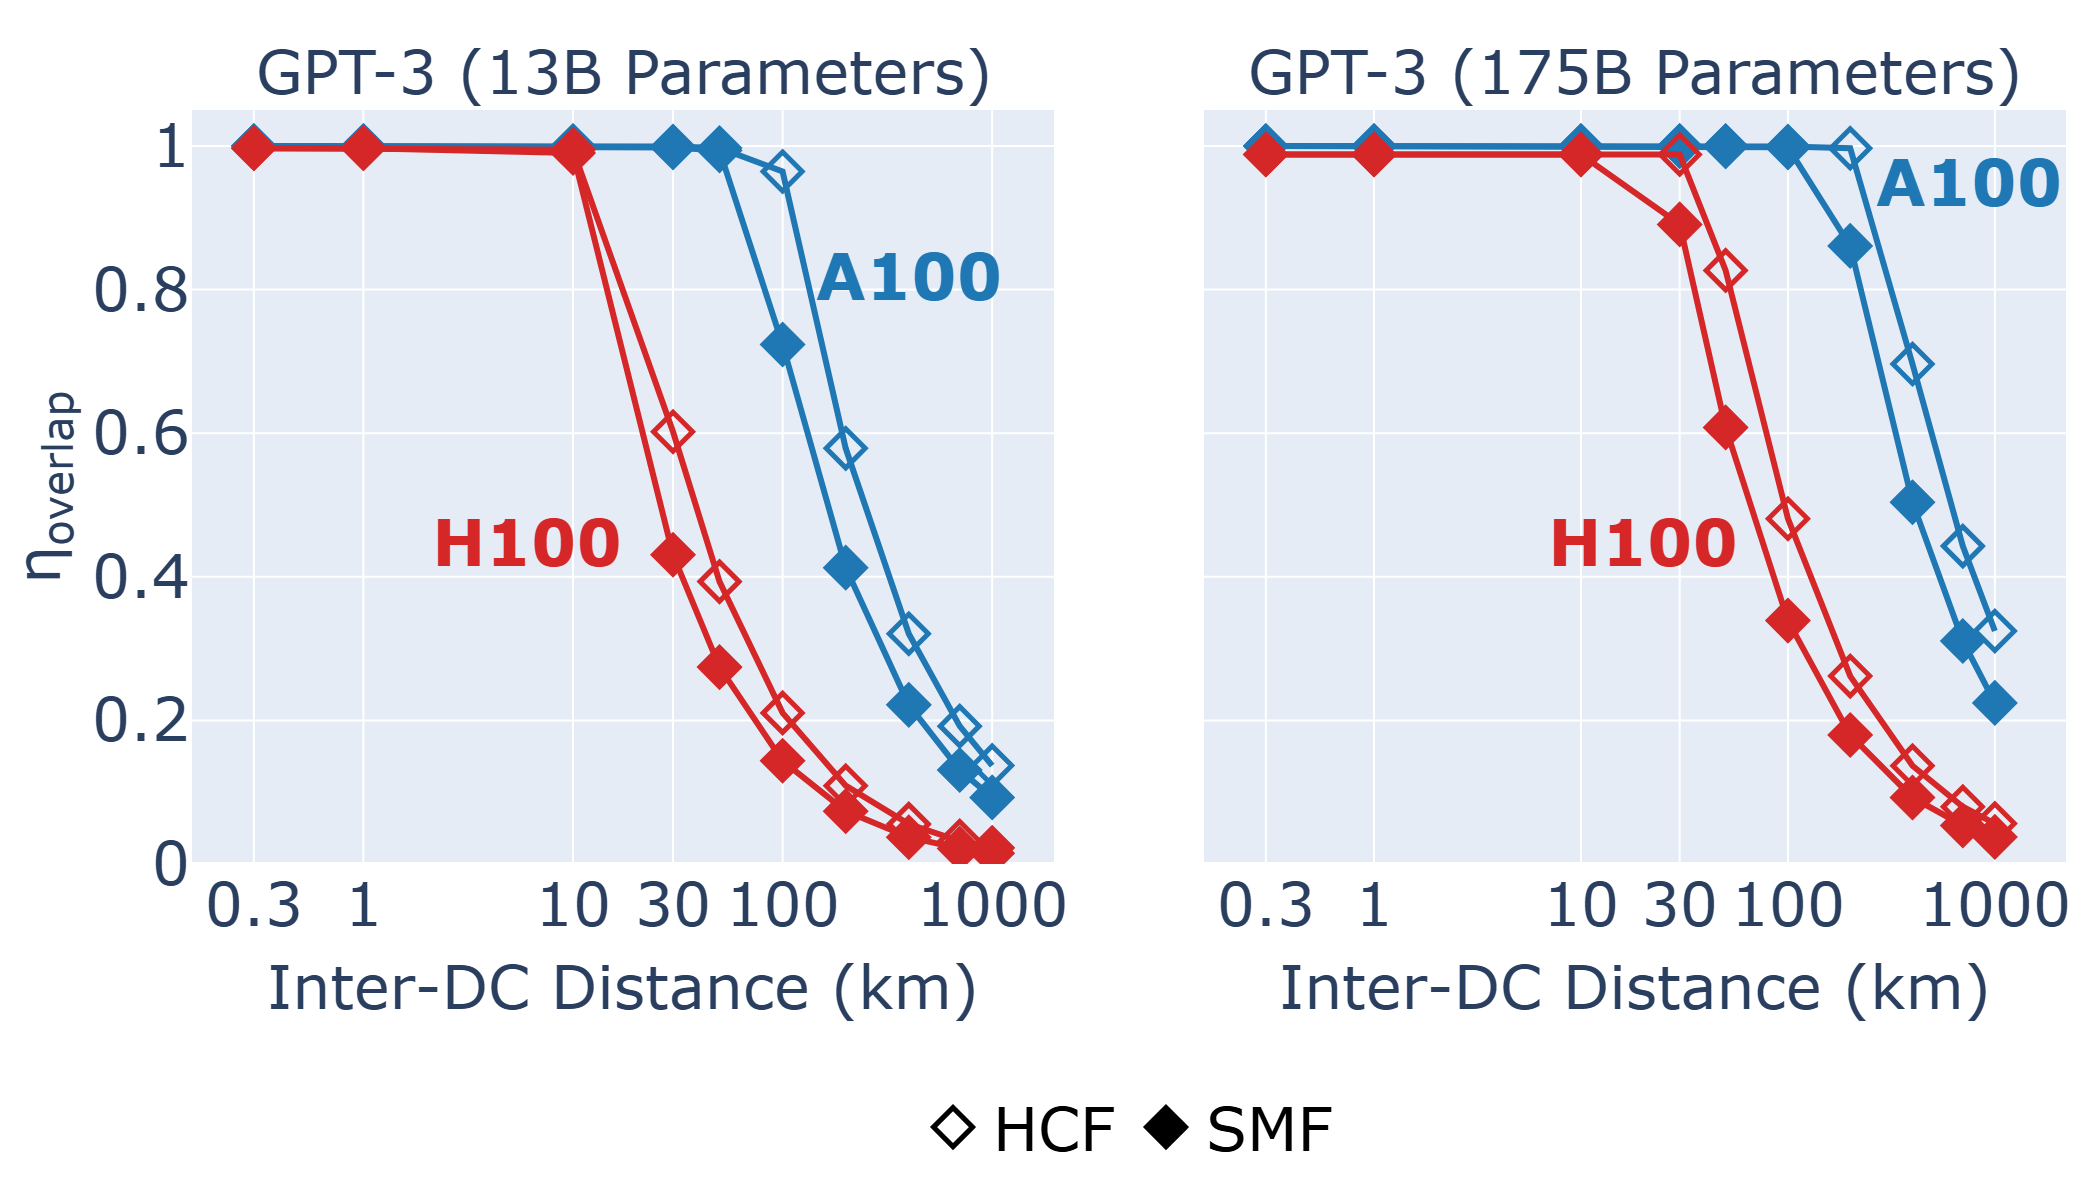 GPT-3 (13B Parameters)
GPT-3 (175B Parameters)
ηoverlap
1
0.8
0.6
0.4
0.2
0
A100
H100
A100
H100
0.3 1 10 30 100 1000
0.3 1 10 30 100 1000
Inter-DC Distance (km)
Inter-DC Distance (km)
HCF SMF